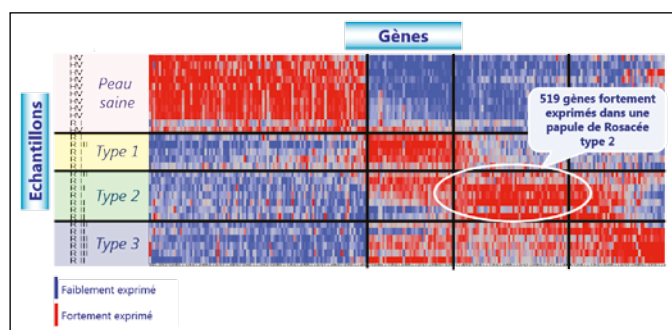 Gènes
Echantillons
Peau
saine
Type 1
Type 2
Type 3
519 gènes fortement
exprimés dans une
papule de Rosacée
type 2
Faiblement exprimé
Fortement exprimé